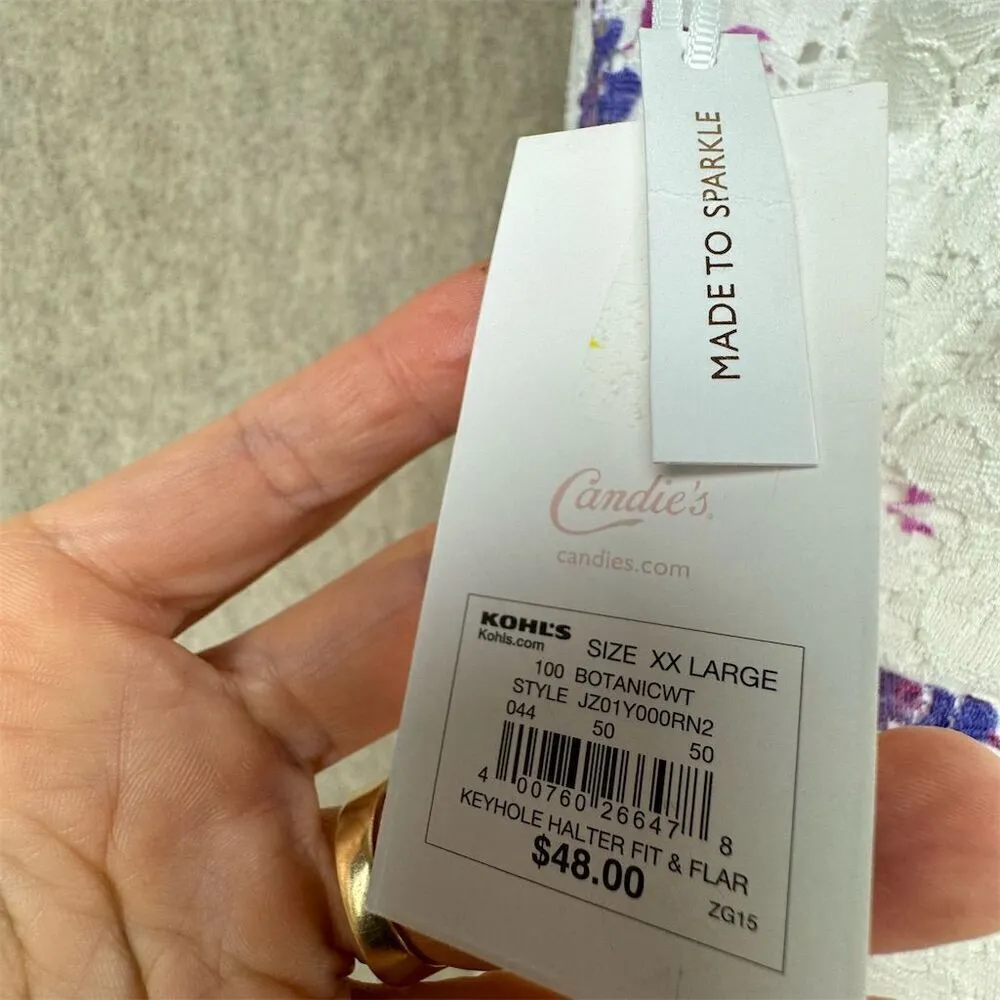 MADE TO SPARKLE
Candie's
candies.com
KOHL'S
Kohls.com
SIZE XX LARGE
100 BOTANICWT
STYLE JZ01Y000RN2
044 50 50
4 00760 26647 8
KEYHOLE HALTER FIT & FLAR
$48.00
ZG15